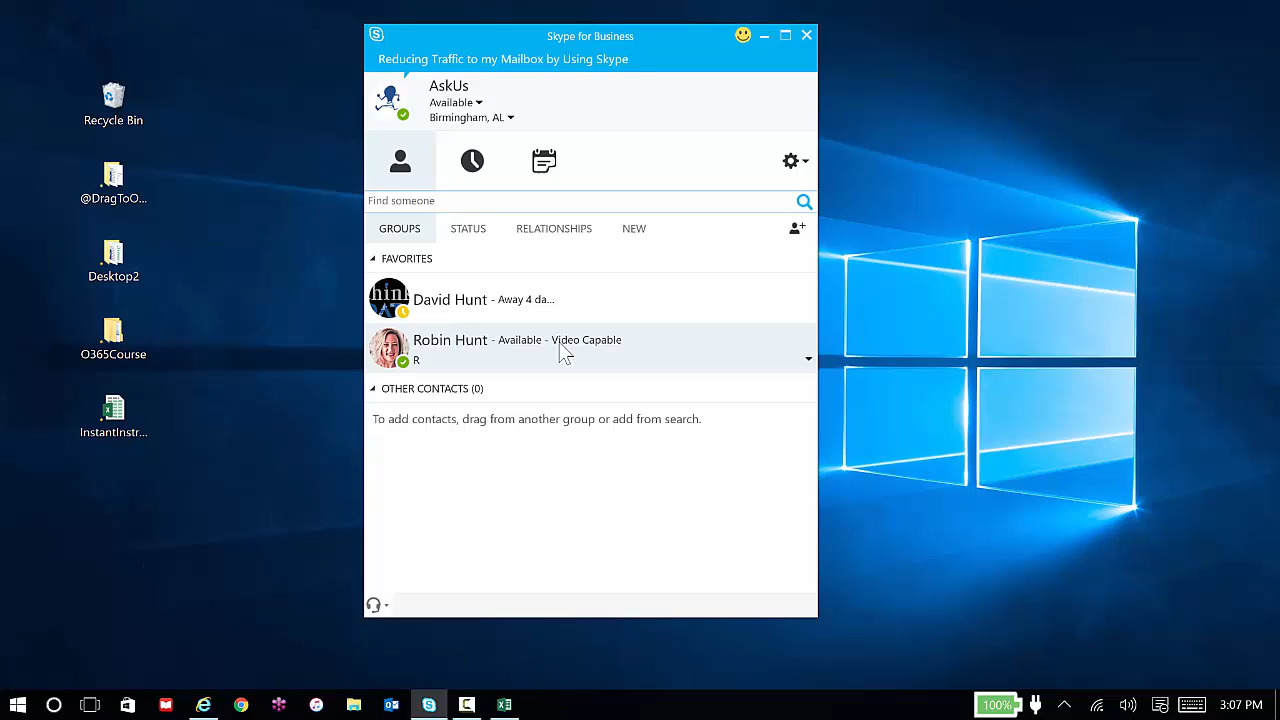 Skype for Business
Reducing Traffic to my Mailbox by Using Skype
AskUs
Available
Birmingham, AL
Find someone
GROUPS STATUS RELATIONSHIPS NEW
FAVORITES
David Hunt - Away 4 da...
Robin Hunt - Available - Video Capable
R
OTHER CONTACTS (0)
To add contacts, drag from another group or add from search.
Recycle Bin
@DragToO...
Desktop2
O365Course
InstantInstr...
100%
3:07 PM